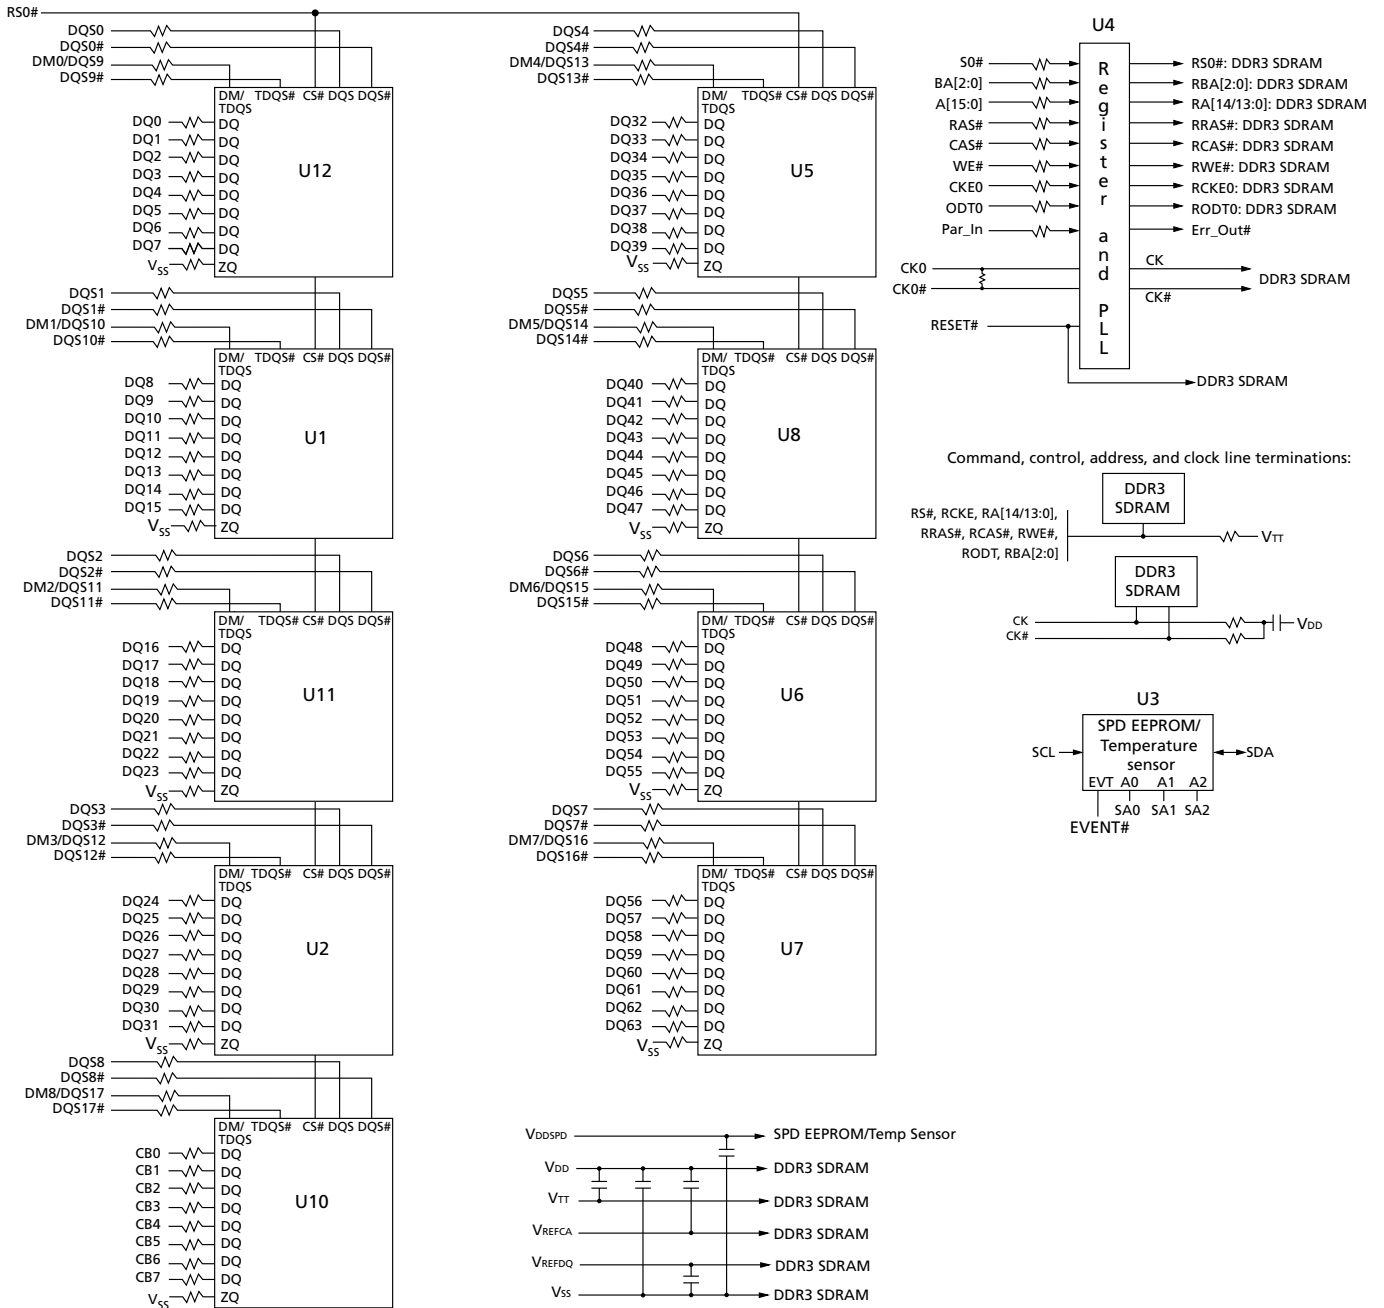 RS0#
DQS0
DQS0#
DM0/DQS9
DQS9#
DM/ TDQS# CS# DQS DQS#
TDQS
DQ0 DQ
DQ1 DQ
DQ2 DQ
DQ3 DQ
DQ4 DQ
DQ5 DQ
DQ6 DQ
DQ7 DQ
VSS ZQ
U12
DQS1
DQS1#
DM1/DQS10
DQS10#
DM/ TDQS# CS# DQS DQS#
TDQS
DQ8 DQ
DQ9 DQ
DQ10 DQ
DQ11 DQ
DQ12 DQ
DQ13 DQ
DQ14 DQ
DQ15 DQ
VSS ZQ
U1
DQS2
DQS2#
DM2/DQS11
DQS11#
DM/ TDQS# CS# DQS DQS#
TDQS
DQ16 DQ
DQ17 DQ
DQ18 DQ
DQ19 DQ
DQ20 DQ
DQ21 DQ
DQ22 DQ
DQ23 DQ
VSS ZQ
U11
DQS3
DQS3#
DM3/DQS12
DQS12#
DM/ TDQS# CS# DQS DQS#
TDQS
DQ24 DQ
DQ25 DQ
DQ26 DQ
DQ27 DQ
DQ28 DQ
DQ29 DQ
DQ30 DQ
DQ31 DQ
VSS ZQ
U2
DQS8
DQS8#
DM8/DQS17
DQS17#
DM/ TDQS# CS# DQS DQS#
TDQS
CB0 DQ
CB1 DQ
CB2 DQ
CB3 DQ
CB4 DQ
CB5 DQ
CB6 DQ
CB7 DQ
VSS ZQ
U10
DQS4
DQS4#
DM4/DQS13
DQS13#
DM/ TDQS# CS# DQS DQS#
TDQS
DQ32 DQ
DQ33 DQ
DQ34 DQ
DQ35 DQ
DQ36 DQ
DQ37 DQ
DQ38 DQ
DQ39 DQ
VSS ZQ
U5
DQS5
DQS5#
DM5/DQS14
DQS14#
DM/ TDQS# CS# DQS DQS#
TDQS
DQ40 DQ
DQ41 DQ
DQ42 DQ
DQ43 DQ
DQ44 DQ
DQ45 DQ
DQ46 DQ
DQ47 DQ
VSS ZQ
U8
DQS6
DQS6#
DM6/DQS15
DQS15#
DM/ TDQS# CS# DQS DQS#
TDQS
DQ48 DQ
DQ49 DQ
DQ50 DQ
DQ51 DQ
DQ52 DQ
DQ53 DQ
DQ54 DQ
DQ55 DQ
VSS ZQ
U6
DQS7
DQS7#
DM7/DQS16
DQS16#
DM/ TDQS# CS# DQS DQS#
TDQS
DQ56 DQ
DQ57 DQ
DQ58 DQ
DQ59 DQ
DQ60 DQ
DQ61 DQ
DQ62 DQ
DQ63 DQ
VSS ZQ
U7
VDDSPD SPD EEPROM/Temp Sensor
VDD DDR3 SDRAM
VTT DDR3 SDRAM
VREFCA DDR3 SDRAM
VREFDQ DDR3 SDRAM
VSS DDR3 SDRAM
U4
Register and PLL
S0# RS0#: DDR3 SDRAM
BA[2:0] RBA[2:0]: DDR3 SDRAM
A[15:0] RA[14/13:0]: DDR3 SDRAM
RAS# RRAS#: DDR3 SDRAM
CAS# RCAS#: DDR3 SDRAM
WE# RWE#: DDR3 SDRAM
CKE0 RCKE0: DDR3 SDRAM
ODT0 RODT0: DDR3 SDRAM
Par_In Err_Out#
CK0 CK
DDR3 SDRAM
CK0# CK#
RESET#
DDR3 SDRAM
Command, control, address, and clock line terminations:
DDR3
SDRAM
RS#, RCKE, RA[14/13:0],
RRAS#, RCAS#, RWE#,
RODT, RBA[2:0]
VTT
DDR3
SDRAM
CK
CK#
VDD
U3
SPD EEPROM/
Temperature
sensor
SCL SDA
EVT A0 A1 A2
SA0 SA1 SA2
EVENT#